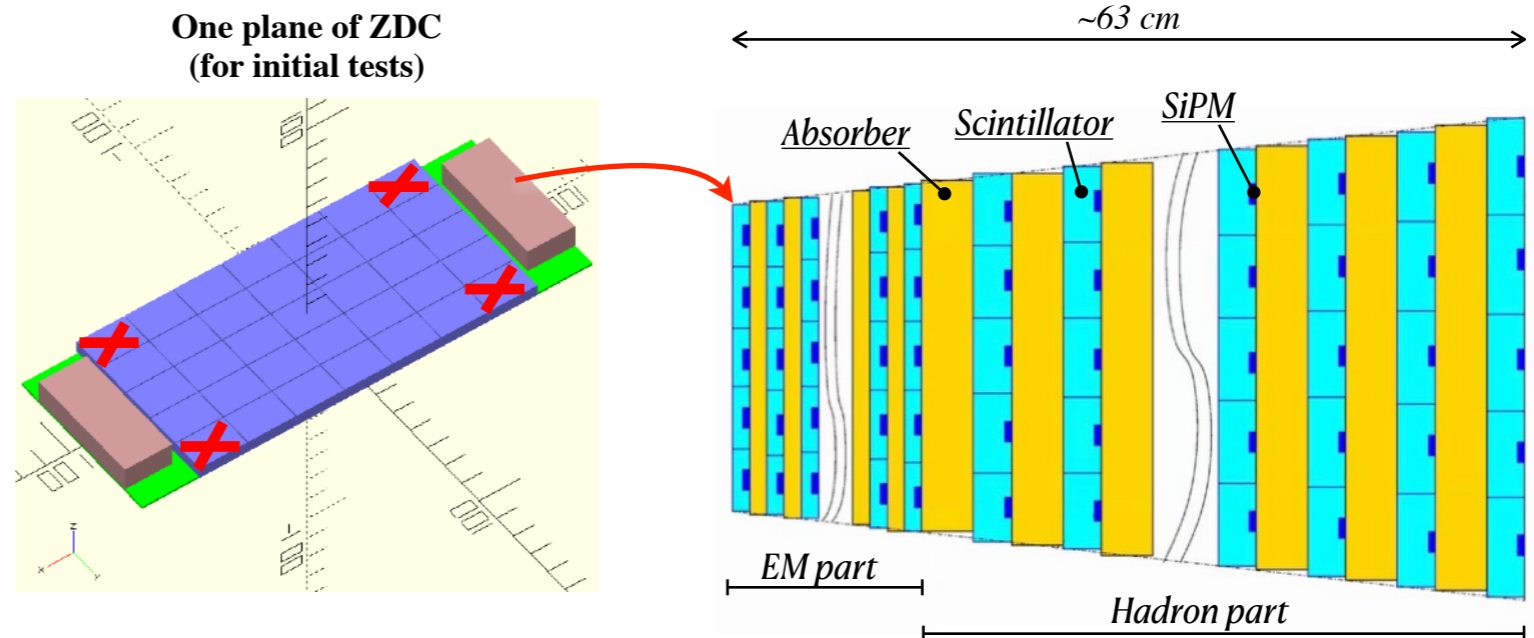 One plane of ZDC
(for initial tests)
~63 cm
Absorber
Scintillator
SiPM
EM part
Hadron part